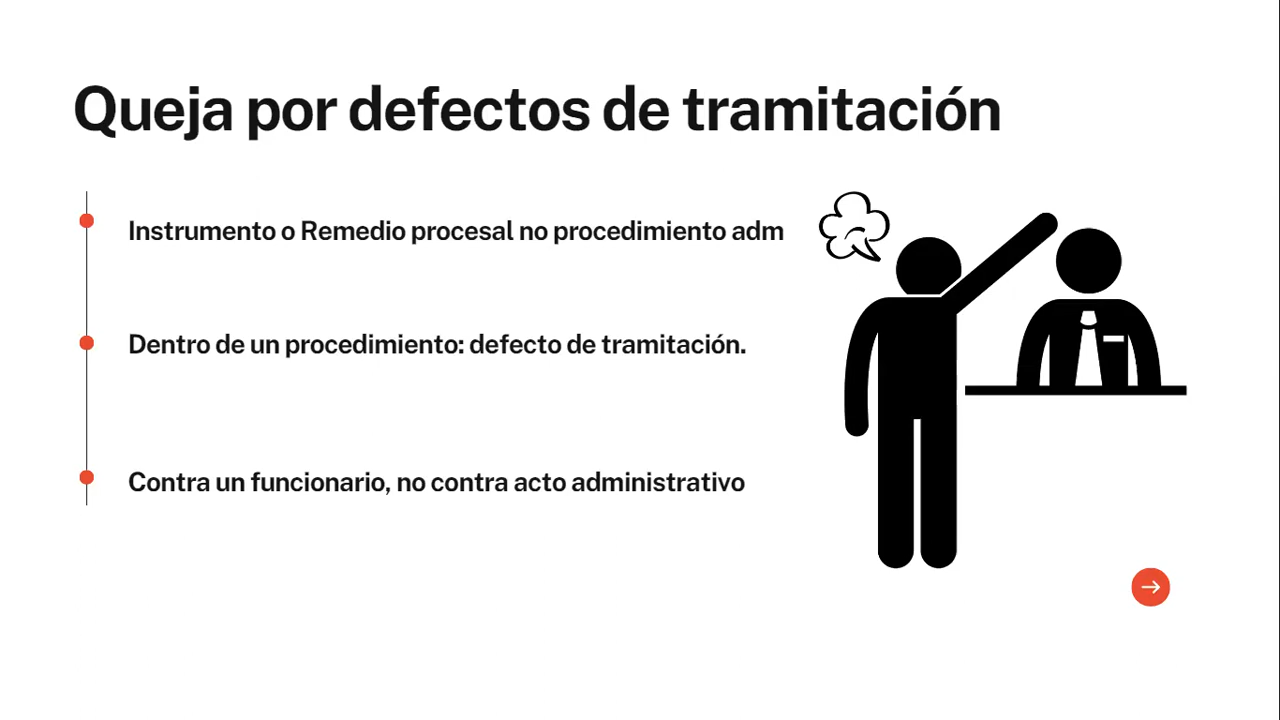 Queja por defectos de tramitación
Instrumento o Remedio procesal no procedimiento adm
Dentro de un procedimiento: defecto de tramitación.
Contra un funcionario, no contra acto administrativo